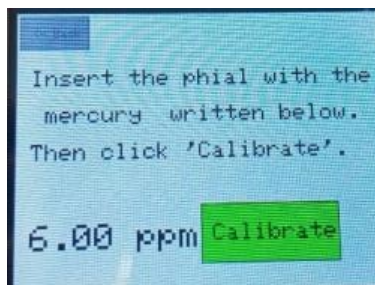 Insert the phial with the
mercury written below.
Then click 'Calibrate'.
6.00 ppm Calibrate